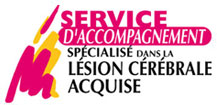 SERVICE
D'ACCOMPAGNEMENT
SPÉCIALISÉ DANS LA
LÉSION CÉRÉBRALE
ACQUISE